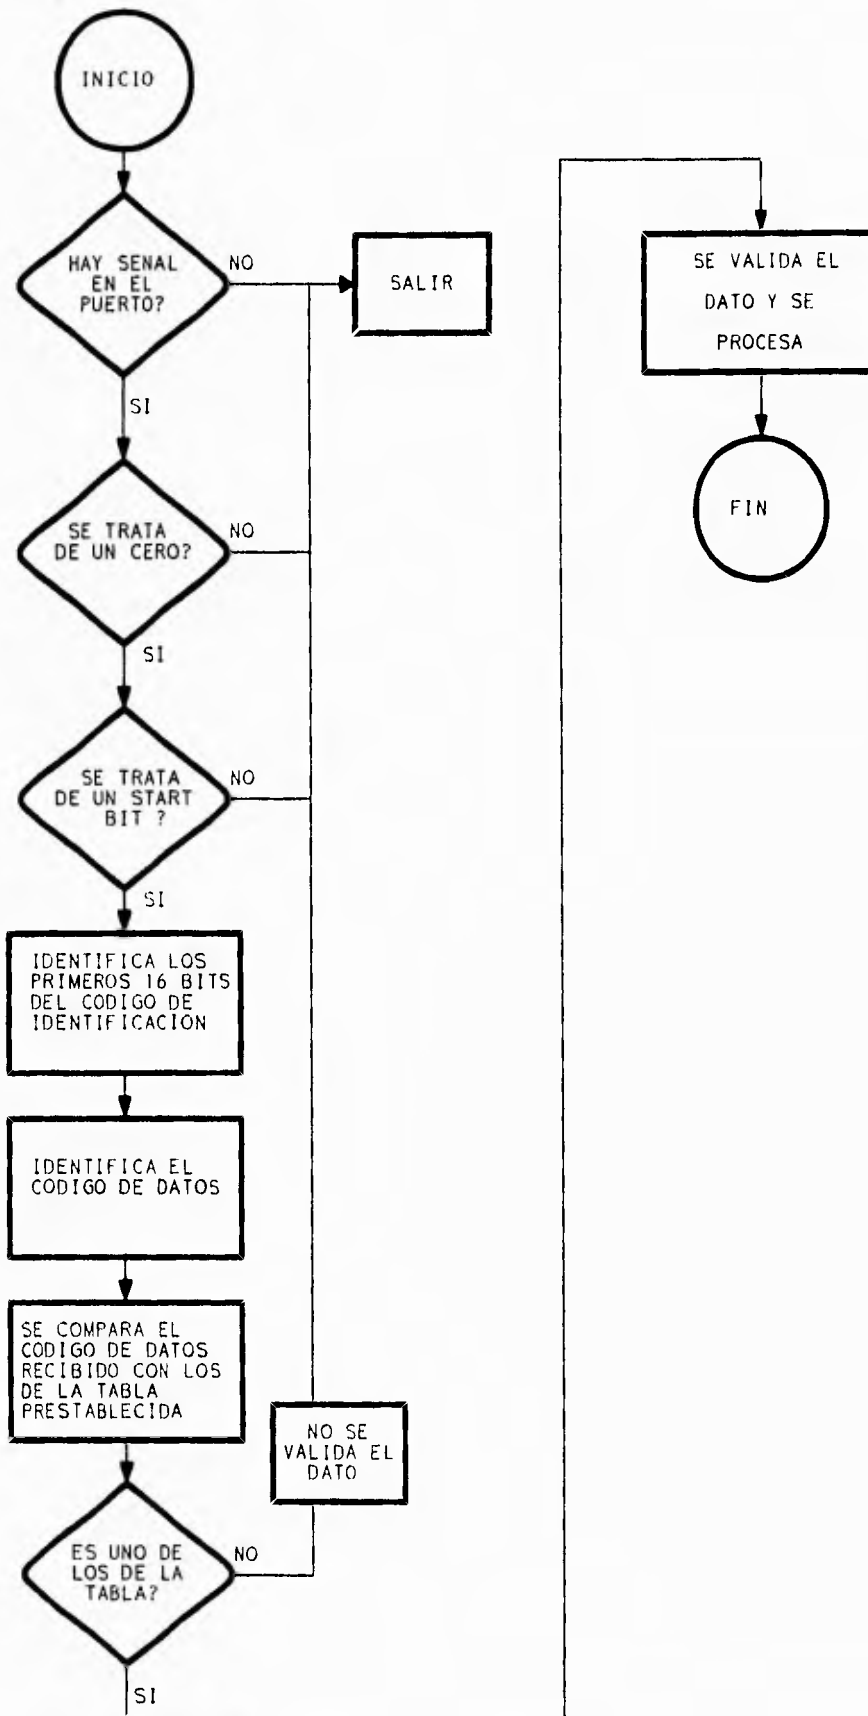 INICIO
HAY SENAL
EN EL
PUERTO?
NO
SALIR
SI
SE TRATA
DE UN CERO?
NO
SI
SE TRATA
DE UN START
BIT ?
NO
SI
IDENTIFICA LOS
PRIMEROS 16 BITS
DEL CODIGO DE
IDENTIFICACION
IDENTIFICA EL
CODIGO DE DATOS
SE COMPARA EL
CODIGO DE DATOS
RECIBIDO CON LOS
DE LA TABLA
PRESTABLECIDA
NO SE
VALIDA EL
DATO
ES UNO DE
LOS DE LA
TABLA?
NO
SI
SE VALIDA EL
DATO Y SE
PROCESA
FIN